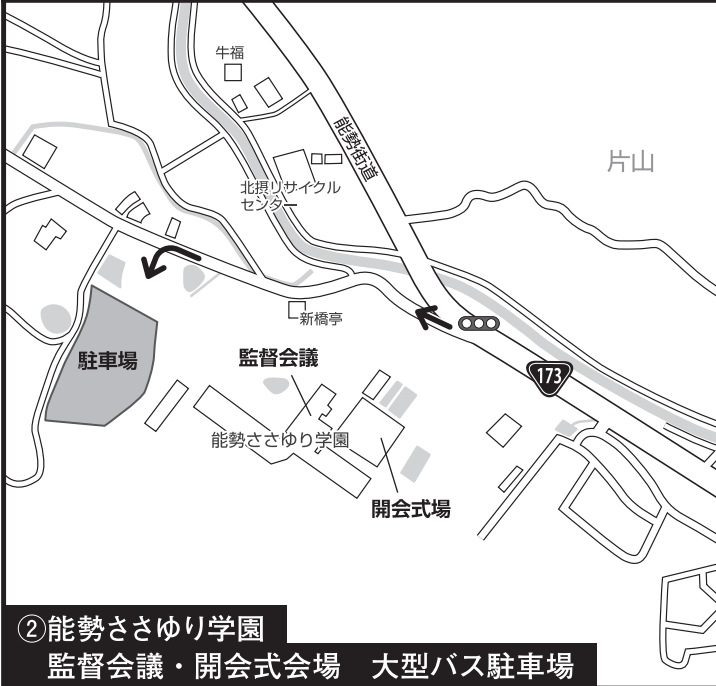 牛福
能勢街道
片山
北摂リサイクル
センター
新橋亭
173
駐車場
監督会議
能勢ささゆり学園
開会式場
②能勢ささゆり学園
監督会議・開会式会場　大型バス駐車場